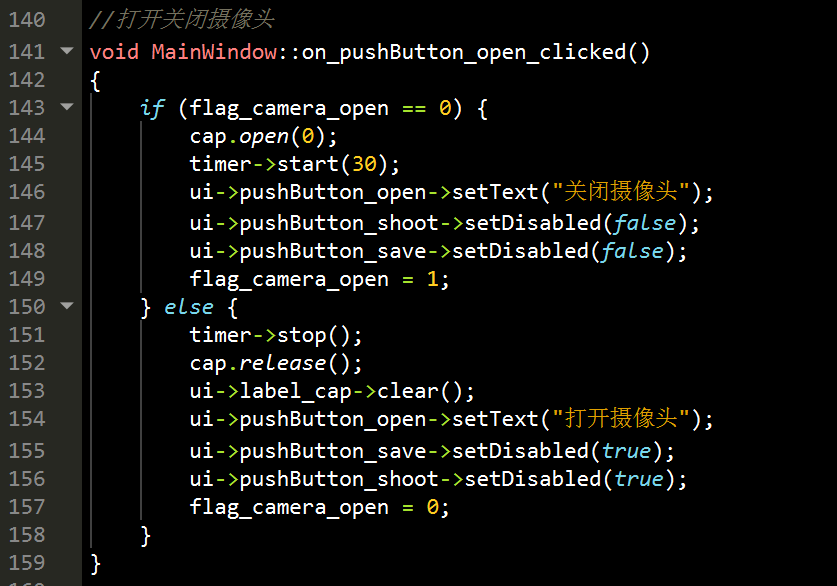 140 //打开关闭摄像头
141 void MainWindow::on_pushButton_open_clicked()
142 {
143     if (flag_camera_open == 0) {
144         cap.open(0);
145         timer->start(30);
146         ui->pushButton_open->setText("关闭摄像头");
147         ui->pushButton_shoot->setDisabled(false);
148         ui->pushButton_save->setDisabled(false);
149         flag_camera_open = 1;
150     } else {
151         timer->stop();
152         cap.release();
153         ui->label_cap->clear();
154         ui->pushButton_open->setText("打开摄像头");
155         ui->pushButton_save->setDisabled(true);
156         ui->pushButton_shoot->setDisabled(true);
157         flag_camera_open = 0;
158     }
159 }